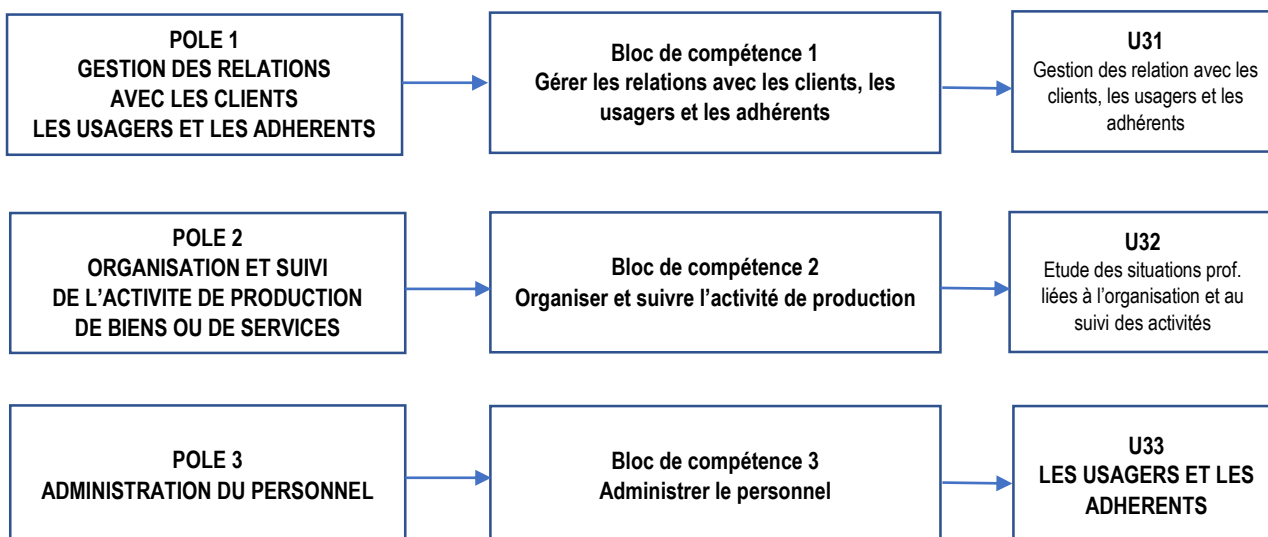 POLE 1
GESTION DES RELATIONS
AVEC LES CLIENTS
LES USAGERS ET LES ADHERENTS
Bloc de compétence 1
Gérer les relations avec les clients, les
usagers et les adhérents
U31
Gestion des relation avec les
clients, les usagers et les
adhérents
POLE 2
ORGANISATION ET SUIVI
DE L’ACTIVITE DE PRODUCTION
DE BIENS OU DE SERVICES
Bloc de compétence 2
Organiser et suivre l’activité de production
U32
Etude des situations prof.
liées à l’organisation et au
suivi des activités
POLE 3
ADMINISTRATION DU PERSONNEL
Bloc de compétence 3
Administrer le personnel
U33
LES USAGERS ET LES
ADHERENTS